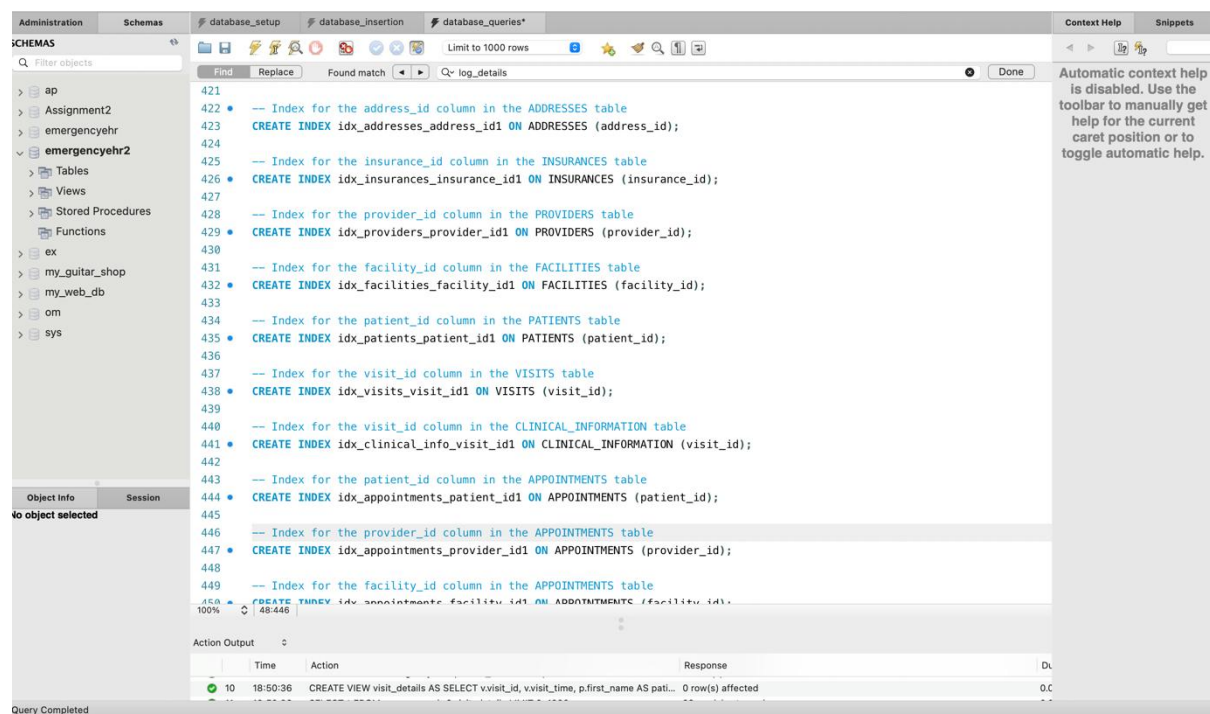 Administration Schemas
database_setup database_insertion database_queries*
Context Help Snippets
SCHEMAS
Filter objects
Limit to 1000 rows
Find Replace Found match log_details Done
Automatic context help
is disabled. Use the
toolbar to manually get
help for the current
caret position or to
toggle automatic help.
ap
Assignment2
emergencyehr
emergencyehr2
Tables
Views
Stored Procedures
Functions
ex
my_guitar_shop
my_web_db
om
sys
Object Info Session
No object selected
421
422 -- Index for the address_id column in the ADDRESSES table
423 CREATE INDEX idx_addresses_address_id1 ON ADDRESSES (address_id);
424
425 -- Index for the insurance_id column in the INSURANCES table
426 CREATE INDEX idx_insurances_insurance_id1 ON INSURANCES (insurance_id);
427
428 -- Index for the provider_id column in the PROVIDERS table
429 CREATE INDEX idx_providers_provider_id1 ON PROVIDERS (provider_id);
430
431 -- Index for the facility_id column in the FACILITIES table
432 CREATE INDEX idx_facilities_facility_id1 ON FACILITIES (facility_id);
433
434 -- Index for the patient_id column in the PATIENTS table
435 CREATE INDEX idx_patients_patient_id1 ON PATIENTS (patient_id);
436
437 -- Index for the visit_id column in the VISITS table
438 CREATE INDEX idx_visits_visit_id1 ON VISITS (visit_id);
439
440 -- Index for the visit_id column in the CLINICAL_INFORMATION table
441 CREATE INDEX idx_clinical_info_visit_id1 ON CLINICAL_INFORMATION (visit_id);
442
443 -- Index for the patient_id column in the APPOINTMENTS table
444 CREATE INDEX idx_appointments_patient_id1 ON APPOINTMENTS (patient_id);
445
446 -- Index for the provider_id column in the APPOINTMENTS table
447 CREATE INDEX idx_appointments_provider_id1 ON APPOINTMENTS (provider_id);
448
449 -- Index for the facility_id column in the APPOINTMENTS table
450 CREATE INDEX idx_appointments_facility_id1 ON APPOINTMENTS (facility_id);
100% 48:446
Action Output
Time Action Response Du
10 18:50:36 CREATE VIEW visit_details AS SELECT v.visit_id, v.visit_time, p.first_name AS pati... 0 row(s) affected 0.0
Query Completed